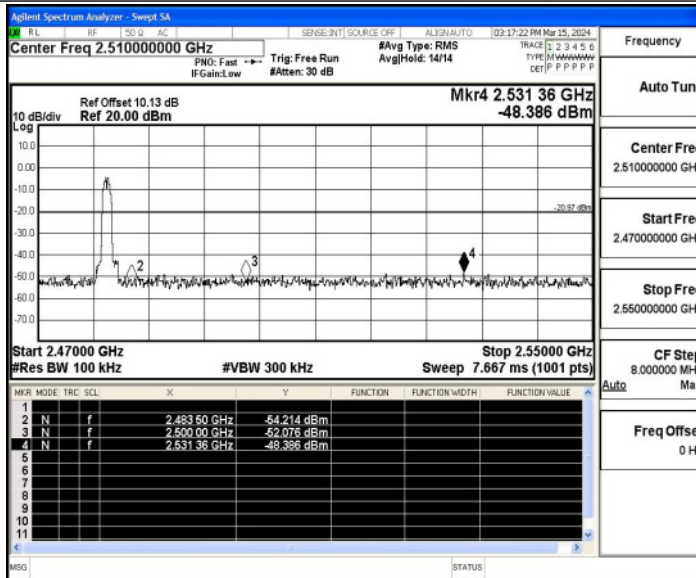 Agilent Spectrum Analyzer - Swept SA
RL RF 50 Ω AC SENSE:INT SOURCE OFF ALIGNAUTO 03:17:22 PM Mar 15, 2024
Center Freq 2.510000000 GHz
PNO: Fast
IFGain:Low
Trig: Free Run
#Atten: 30 dB
#Avg Type: RMS
Avg|Hold: 14/14
TRACE 1 2 3 4 5 6
TYPE M WWWWW
DET P P P P P P
Ref Offset 10.13 dB
10 dB/div Ref 20.00 dBm
Log
Mkr4 2.531 36 GHz
-48.386 dBm
10.0
0.00
-10.0
-20.0
-30.0
-40.0
-50.0
-60.0
-70.0
-20.97 dBm
2
3
4
Start 2.47000 GHz Stop 2.55000 GHz
#Res BW 100 kHz #VBW 300 kHz Sweep 7.667 ms (1001 pts)
MKR MODE TRC SCL X Y FUNCTION FUNCTION WIDTH FUNCTION VALUE
1
2 N f 2.483 50 GHz -54.214 dBm
3 N f 2.500 00 GHz -52.076 dBm
4 N f 2.531 36 GHz -48.386 dBm
5
6
7
8
9
10
11
MSG STATUS
Frequency
Auto Tun
Center Fre
2.510000000 GH
Start Fre
2.470000000 GH
Stop Fre
2.550000000 GH
CF Step
8.000000 MH
Auto Ma
Freq Offse
0 H